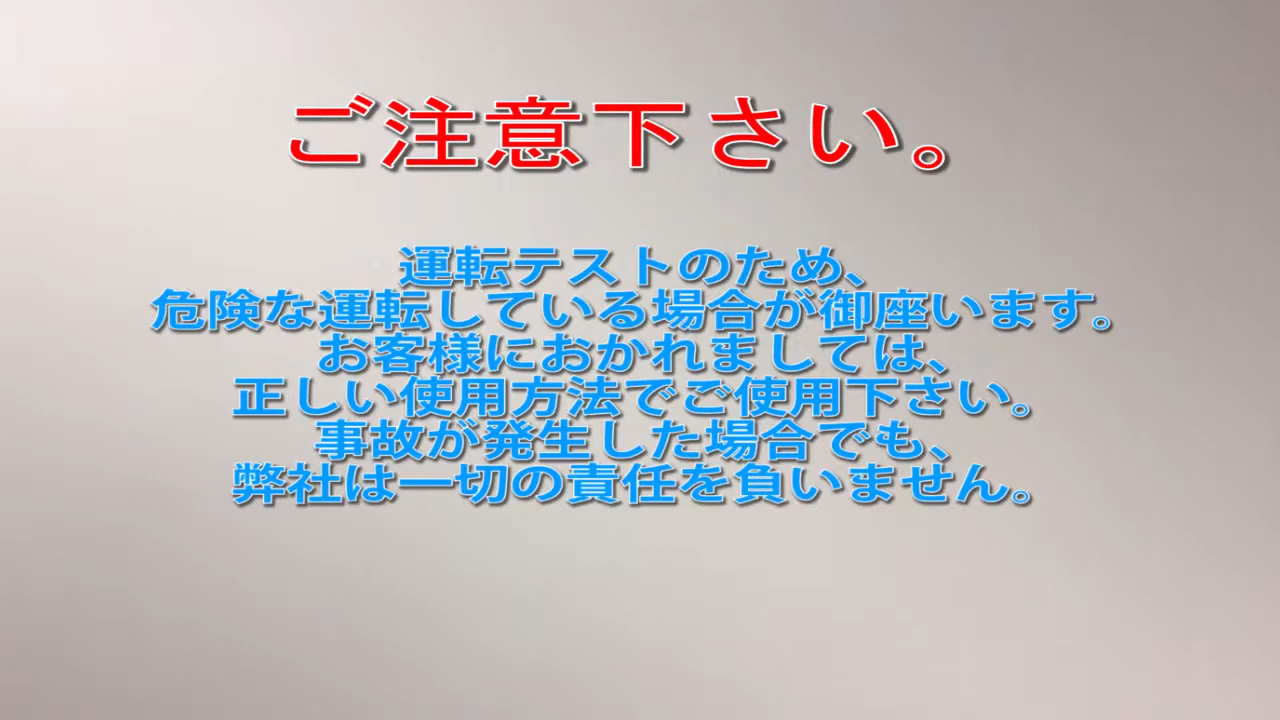 ご注意下さい。
運転テストのため、
危険な運転している場合が御座います。
お客様におかれましては、
正しい使用方法でご使用下さい。
事故が発生した場合でも、
弊社は一切の責任を負いません。